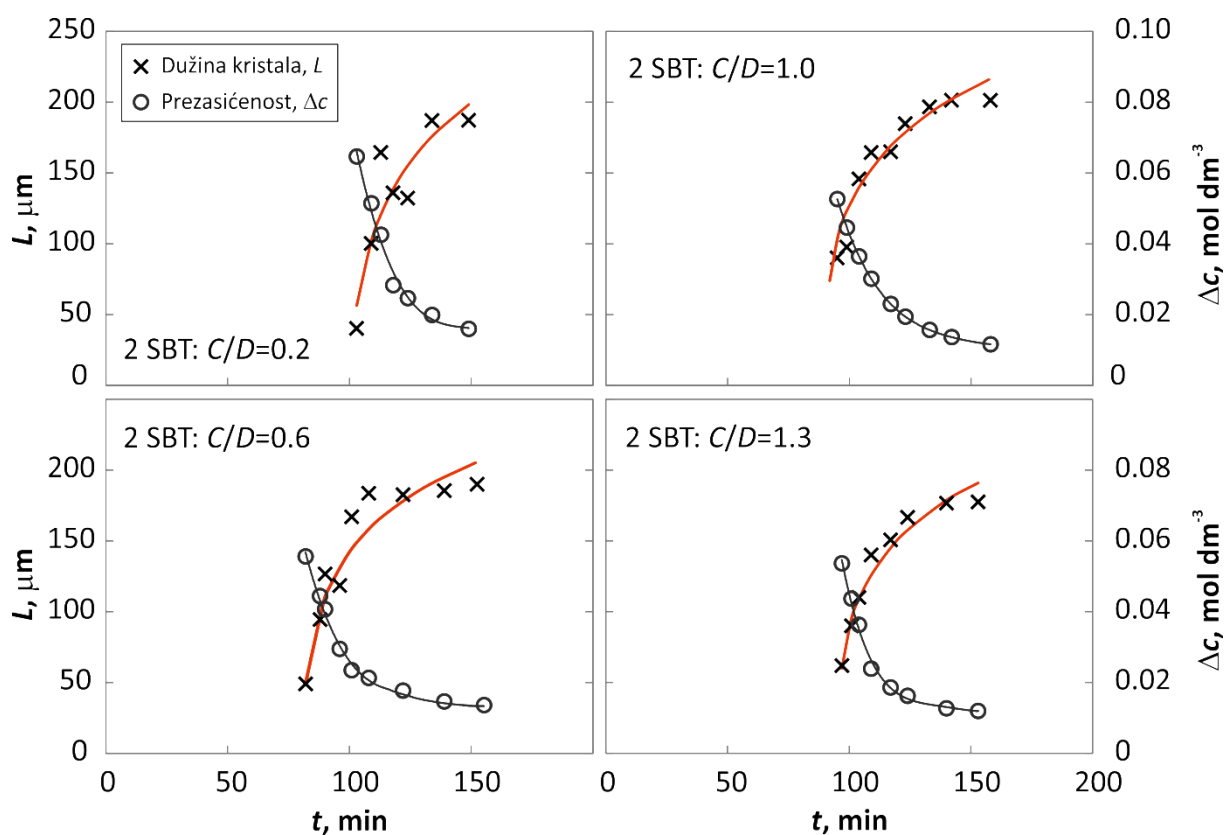 250
200
150
100
50
0
L, μm
Dužina kristala, L
Prezasićenost, Δc
2 SBT: C/D=0.2
2 SBT: C/D=1.0
0.10
0.08
0.06
0.04
0.02
0
Δc, mol dm⁻³
2 SBT: C/D=0.6
200
150
100
50
0
L, μm
0 50 100 150
t, min
2 SBT: C/D=1.3
0.08
0.06
0.04
0.02
0
Δc, mol dm⁻³
0 50 100 150 200
t, min